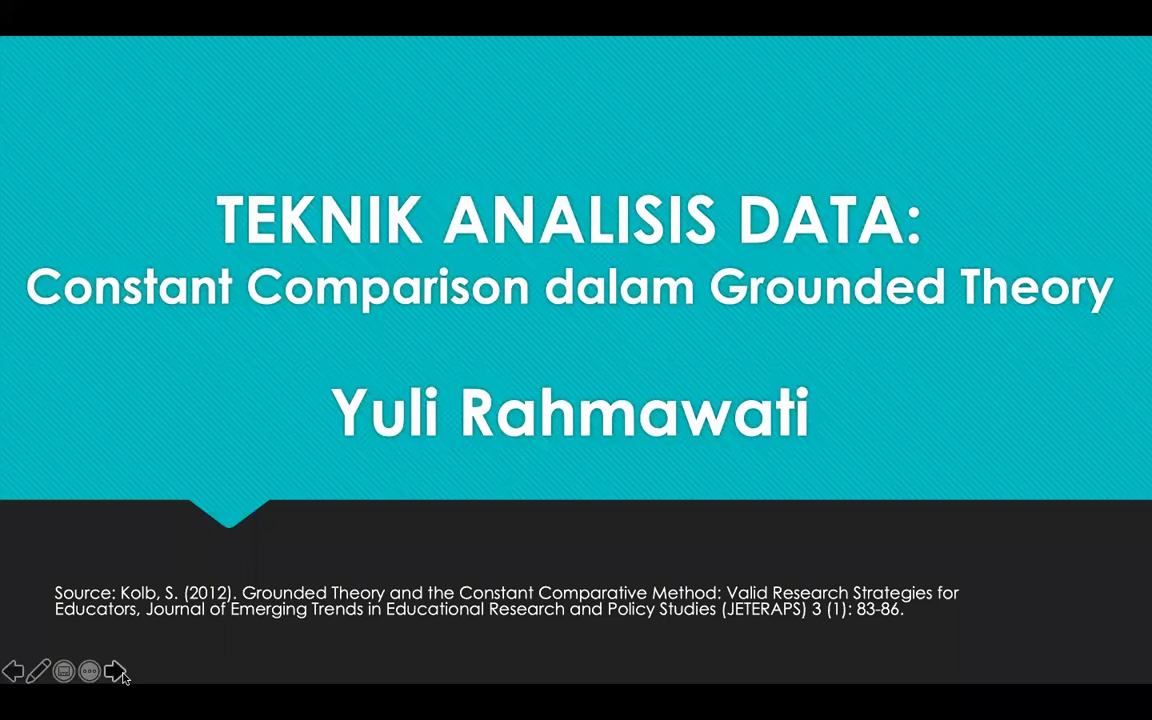 TEKNIK ANALISIS DATA:
Constant Comparison dalam Grounded Theory
Yuli Rahmawati
Source: Kolb, S. (2012). Grounded Theory and the Constant Comparative Method: Valid Research Strategies for
Educators, Journal of Emerging Trends in Educational Research and Policy Studies (JETERAPS) 3 (1): 83-86.